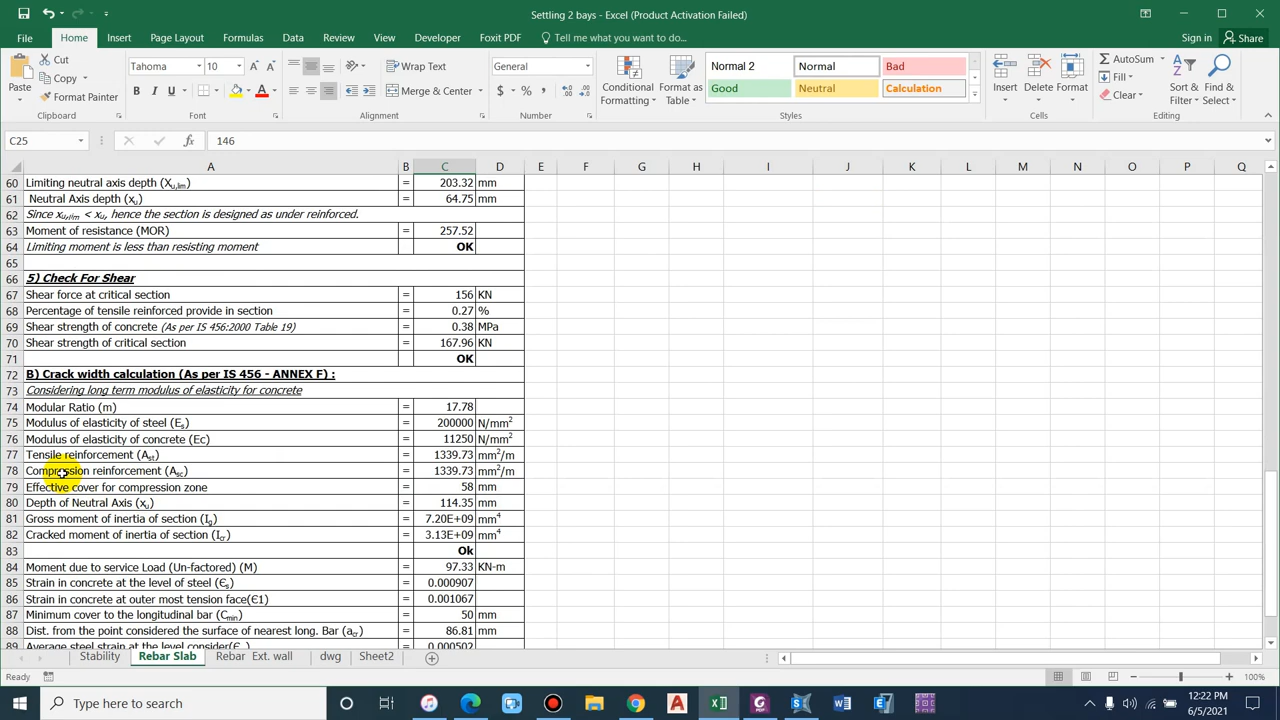 Settling 2 bays - Excel (Product Activation Failed)
File Home Insert Page Layout Formulas Data Review View Developer Foxit PDF Tell me what you want to do... Sign in Share
Cut
Copy
Format Painter
Paste
Tahoma 10
B I U
Wrap Text
Merge & Center
General
$ % ,
Conditional Formatting
Format as Table
Normal 2 Normal Bad
Good Neutral Calculation
Insert Delete Format
AutoSum
Fill
Clear
Sort & Filter
Find & Select
Clipboard Font Alignment Number Styles Cells Editing
C25 fx 146
A B C D E F G H I J K L M N O P Q
60 Limiting neutral axis depth (Xu,lim) = 203.32 mm
61 Neutral Axis depth (xu) = 64.75 mm
62 Since xu,lim < xu, hence the section is designed as under reinforced.
63 Moment of resistance (MOR) = 257.52
64 Limiting moment is less than resisting moment OK
65
66 5) Check For Shear
67 Shear force at critical section = 156 KN
68 Percentage of tensile reinforced provide in section = 0.27 %
69 Shear strength of concrete (As per IS 456:2000 Table 19) = 0.38 MPa
70 Shear strength of critical section = 167.96 KN
71 OK
72 B) Crack width calculation (As per IS 456 - ANNEX F) :
73 Considering long term modulus of elasticity for concrete
74 Modular Ratio (m) = 17.78
75 Modulus of elasticity of steel (Es) = 200000 N/mm2
76 Modulus of elasticity of concrete (Ec) = 11250 N/mm2
77 Tensile reinforcement (Ast) = 1339.73 mm2/m
78 Compression reinforcement (Asc) = 1339.73 mm2/m
79 Effective cover for compression zone = 58 mm
80 Depth of Neutral Axis (xu) = 114.35 mm
81 Gross moment of inertia of section (Ig) = 7.20E+09 mm4
82 Cracked moment of inertia of section (Icr) = 3.13E+09 mm4
83 Ok
84 Moment due to service Load (Un-factored) (M) = 97.33 KN-m
85 Strain in concrete at the level of steel (Єs) = 0.000907
86 Strain in concrete at outer most tension face(Є1) = 0.001067
87 Minimum cover to the longitudinal bar (Cmin) = 50 mm
88 Dist. from the point considered the surface of nearest long. Bar (acr) = 86.81 mm
89 Average steel strain at the level consider(Є = 0.000502
Stability Rebar Slab Rebar Ext. wall dwg Sheet2
Ready 100%
Type here to search
12:22 PM
6/5/2021